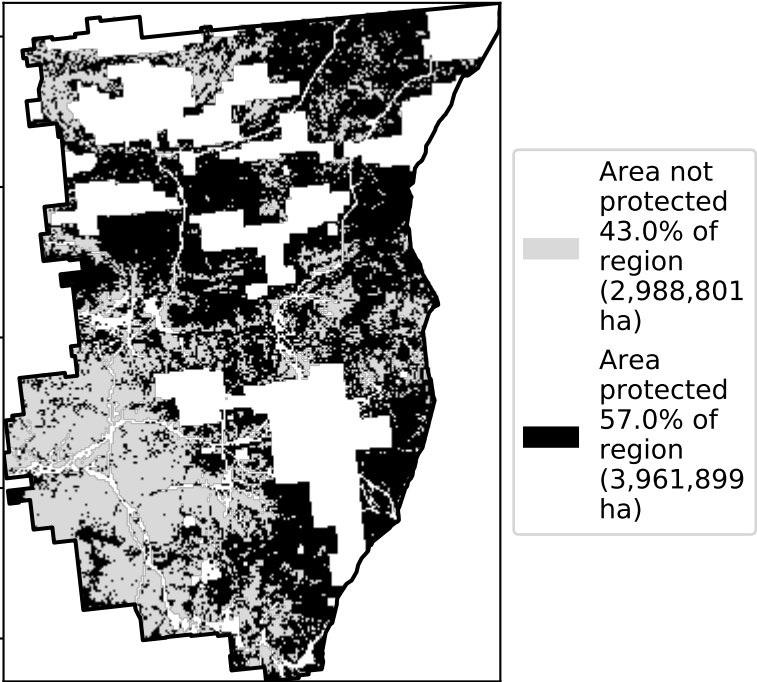 Area not
protected
43.0% of
region
(2,988,801
ha)
Area
protected
57.0% of
region
(3,961,899
ha)